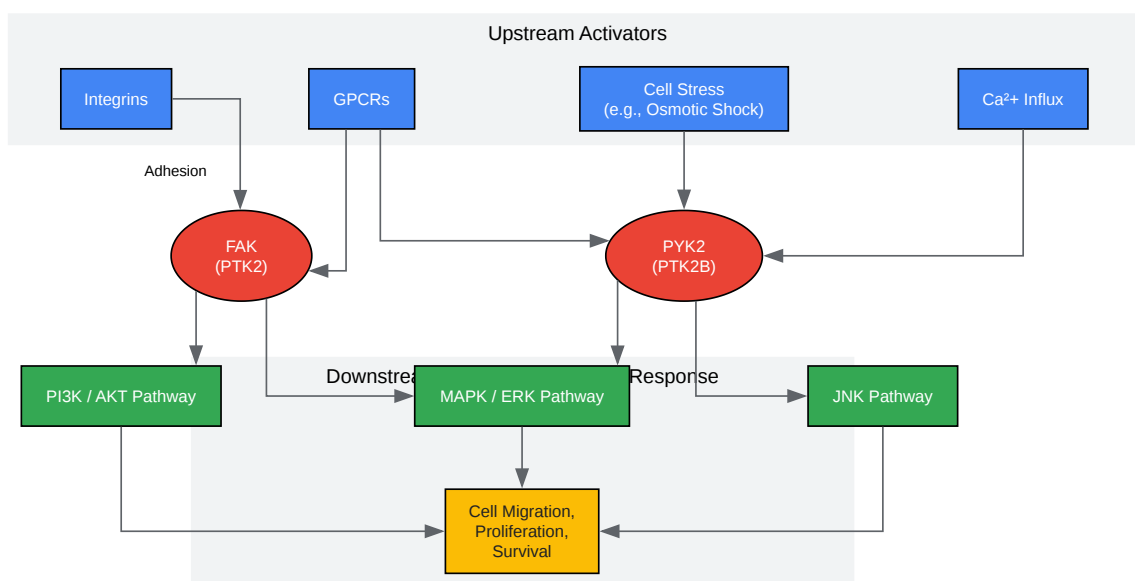 Upstream Activators
Integrins
GPCRs
Cell Stress
(e.g., Osmotic Shock)
Ca²+ Influx
Adhesion
FAK
(PTK2)
PYK2
(PTK2B)
Downstrea
Response
PI3K / AKT Pathway
MAPK / ERK Pathway
JNK Pathway
Cell Migration,
Proliferation,
Survival